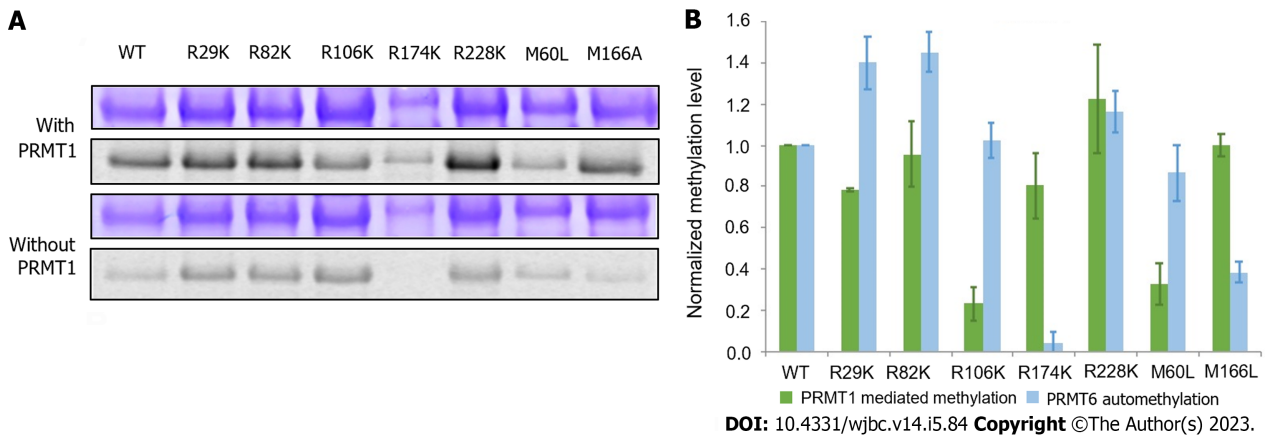 A
WT R29K R82K R106K R174K R228K M60L M166A
With
PRMT1
Without
PRMT1
B
Normalized methylation level
1.6
1.4
1.2
1.0
0.8
0.6
0.4
0.2
0.0
WT R29K R82K R106K R174K R228K M60L M166L
PRMT1 mediated methylation PRMT6 automethylation
DOI: 10.4331/wjbc.v14.i5.84 Copyright ©The Author(s) 2023.